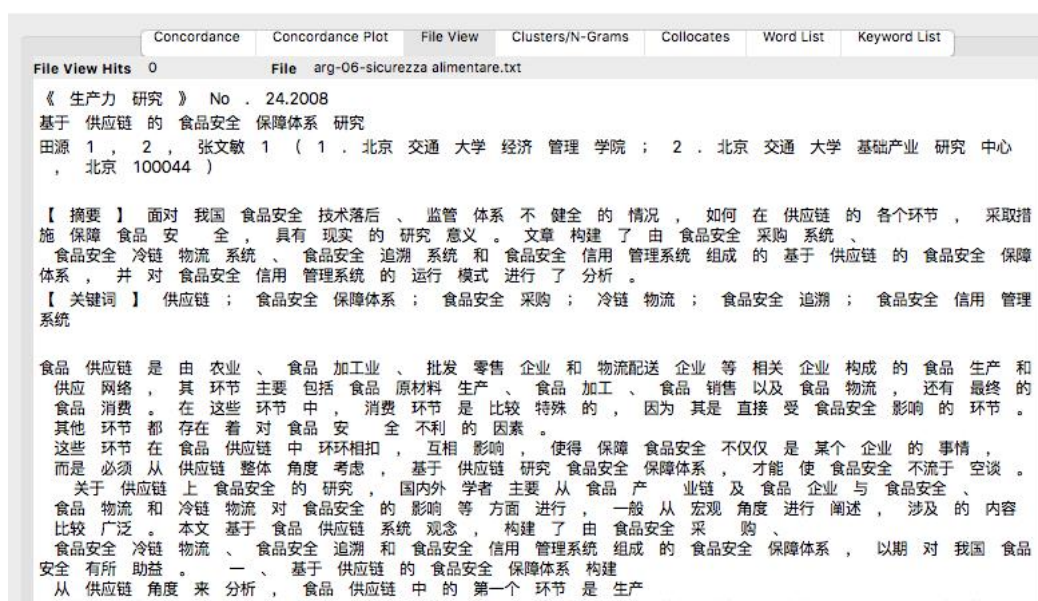 Concordance Concordance Plot File View Clusters/N-Grams Collocates Word List Keyword List
File View Hits 0 File arg-06-sicurezza alimentare.txt
《 生产力 研究 》 No . 24.2008
基于 供应链 的 食品安全 保障体系 研究
田源 1 , 2 , 张文敏 1 ( 1 . 北京 交通 大学 经济 管理 学院 ; 2 . 北京 交通 大学 基础产业 研究 中心
, 北京 100044 )
【 摘要 】 面对 我国 食品安全 技术落后 、 监管 体系 不 健全 的 情况 , 如何 在 供应链 的 各个环节 , 采取措
施 保障 食品 安 全 , 具有 现实 的 研究 意义 。 文章 构建 了 由 食品安全 采购 系统 、
食品安全 冷链 物流 系统 、 食品安全 追溯 系统 和 食品安全 信用 管理系统 组成 的 基于 供应链 的 食品安全 保障
体系 , 并 对 食品安全 信用 管理系统 的 运行 模式 进行 了 分析 。
【 关键词 】 供应链 ; 食品安全 保障体系 ; 食品安全 采购 ; 冷链 物流 ; 食品安全 追溯 ; 食品安全 信用 管理
系统
食品 供应链 是 由 农业 、 食品 加工业 、 批发 零售 企业 和 物流配送 企业 等 相关 企业 构成 的 食品 生产 和
供应 网络 , 其 环节 主要 包括 食品 原材料 生产 、 食品 加工 、 食品 销售 以及 食品 物流 , 还有 最终 的
食品 消费 。 在 这些 环节 中 , 消费 环节 是 比较 特殊 的 , 因为 其是 直接 受 食品安全 影响 的 环节 。
其他 环节 都 存在 着 对 食品 安 全 不利 的 因素 。
这些 环节 在 食品 供应链 中 环环相扣 , 互相 影响 , 使得 保障 食品安全 不仅仅 是 某个 企业 的 事情 ,
而是 必须 从 供应链 整体 角度 考虑 , 基于 供应链 研究 食品安全 保障体系 , 才能 使 食品安全 不流于 空谈 。
关于 供应链 上 食品安全 的 研究 , 国内外 学者 主要 从 食品 产 业链 及 食品 企业 与 食品安全 、
食品 物流 和 冷链 物流 对 食品安全 的 影响 等 方面 进行 , 一般 从 宏观 角度 进行 阐述 , 涉及 的 内容
比较 广泛 。 本文 基于 食品 供应链 系统 观念 , 构建 了 由 食品安全 采 购 、
食品安全 冷链 物流 、 食品安全 追溯 和 食品安全 信用 管理系统 组成 的 食品安全 保障体系 , 以期 对 我国 食品
安全 有所 助益 。 一 、 基于 供应链 的 食品安全 保障体系 构建
从 供应链 角度 来 分析 , 食品 供应链 中 的 第一个 环节 是 生产